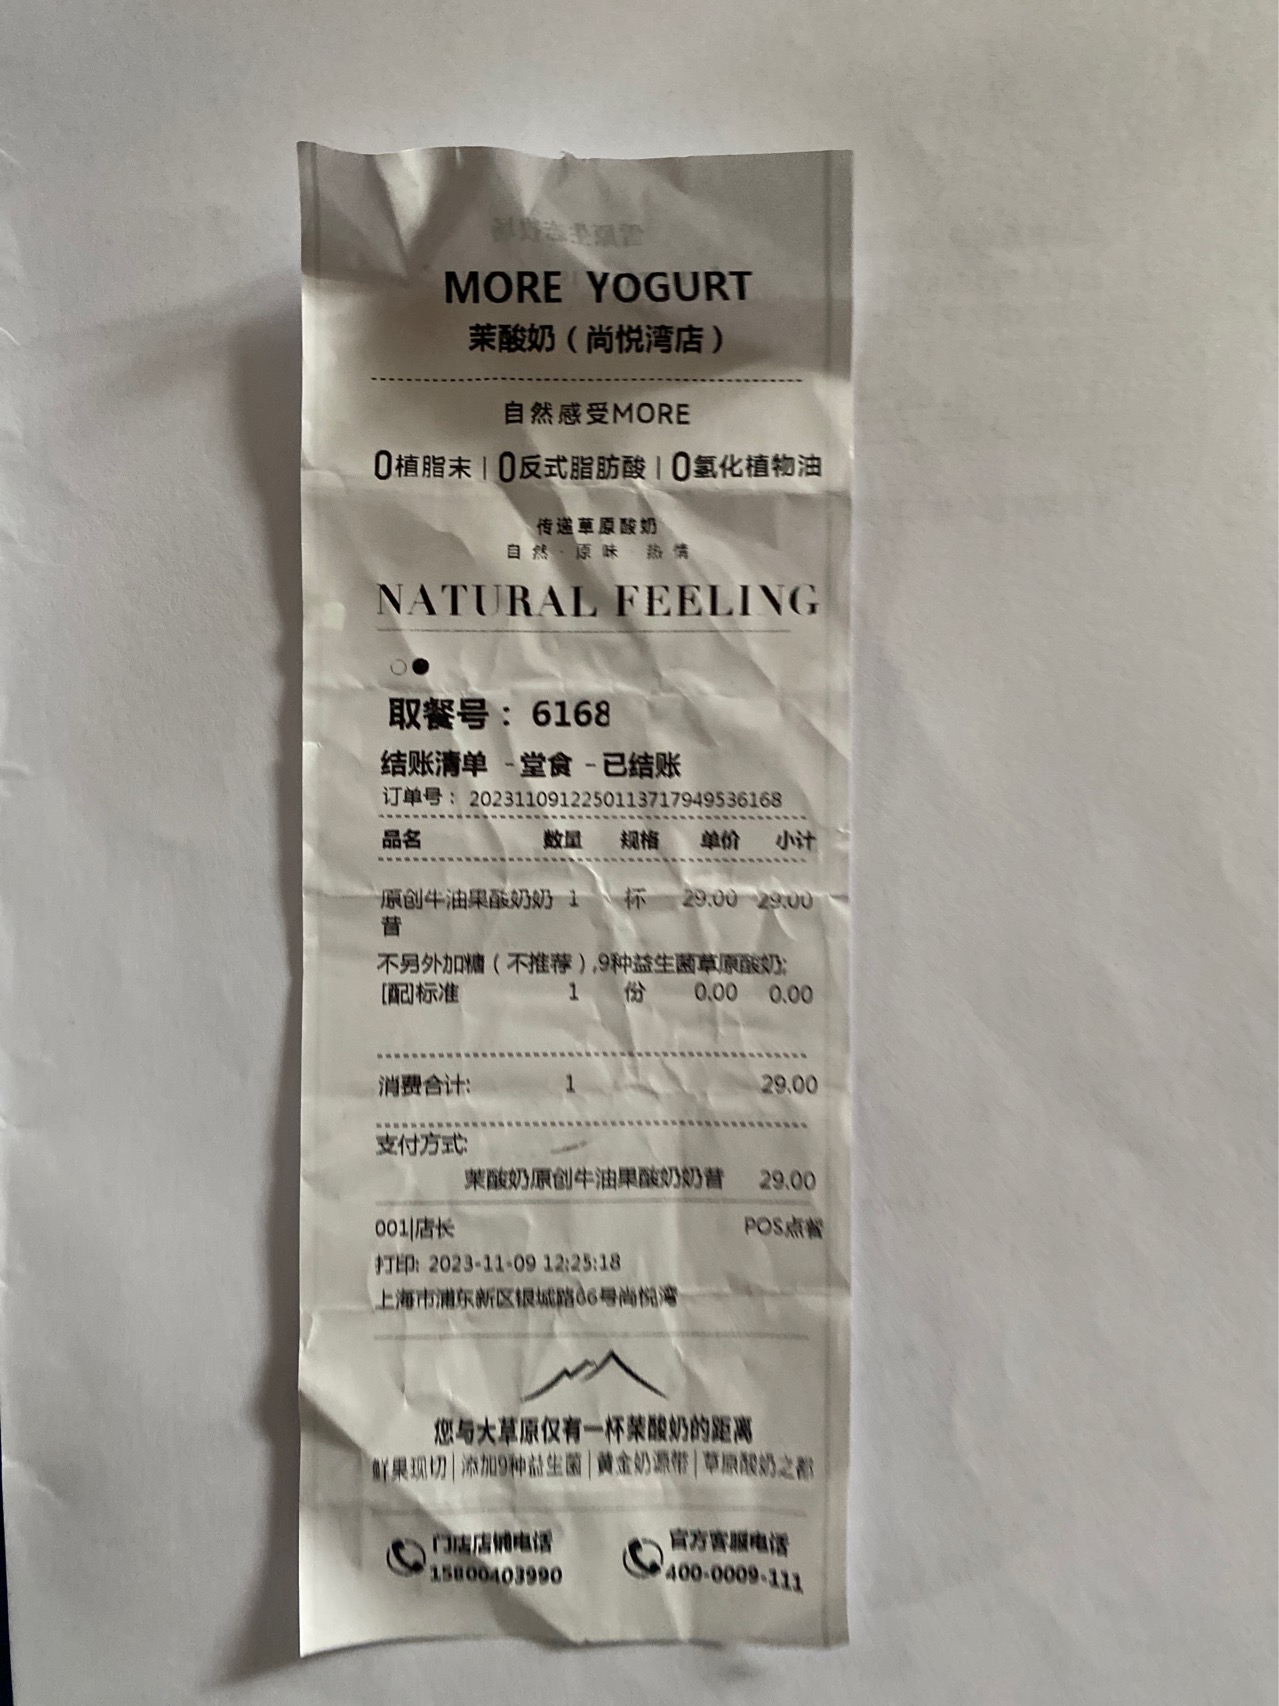 MORE YOGURT
茉酸奶（尚悦湾店）
自然感受MORE
0植脂末|0反式脂肪酸|0氢化植物油
传递草原酸奶
自然·原味 热情
NATURAL FEELING
取餐号：6168
结账清单 -堂食 -已结账
订单号：20231109122501137179495​36168
品名 数量 规格 单价 小计
原创牛油果酸奶奶 1 杯 29.00 29.00
昔
不另外加糖（不推荐）,9种益生菌草原酸奶;
[配]标准 1 份 0.00 0.00
消费合计: 1 29.00
支付方式:
茉酸奶原创牛油果酸奶奶昔 29.00
001|店长 POS点餐
打印: 2023-11-09 12:25:18
上海市浦东新区银城路66号尚悦湾
您与大草原仅有一杯茉酸奶的距离
鲜果现切|添加9种益生菌|黄金奶源带|草原酸奶之都
门店店铺电话 官方客服电话
15800403990 400-0009-111